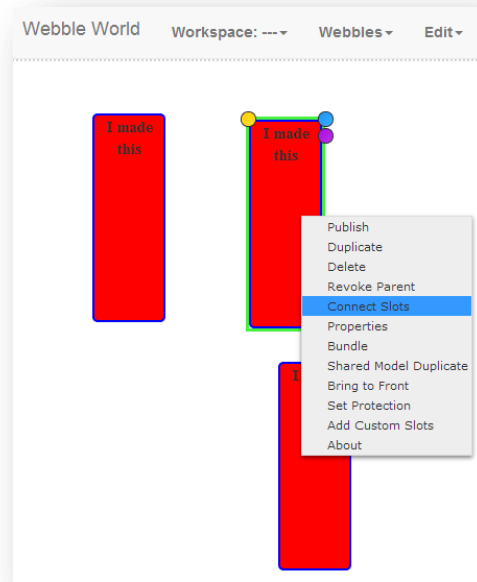 Webble World Workspace: --- Webbles Edit
I made
this
I made
this
Publish
Duplicate
Delete
Revoke Parent
Connect Slots
Properties
Bundle
Shared Model Duplicate
Bring to Front
Set Protection
Add Custom Slots
About
I